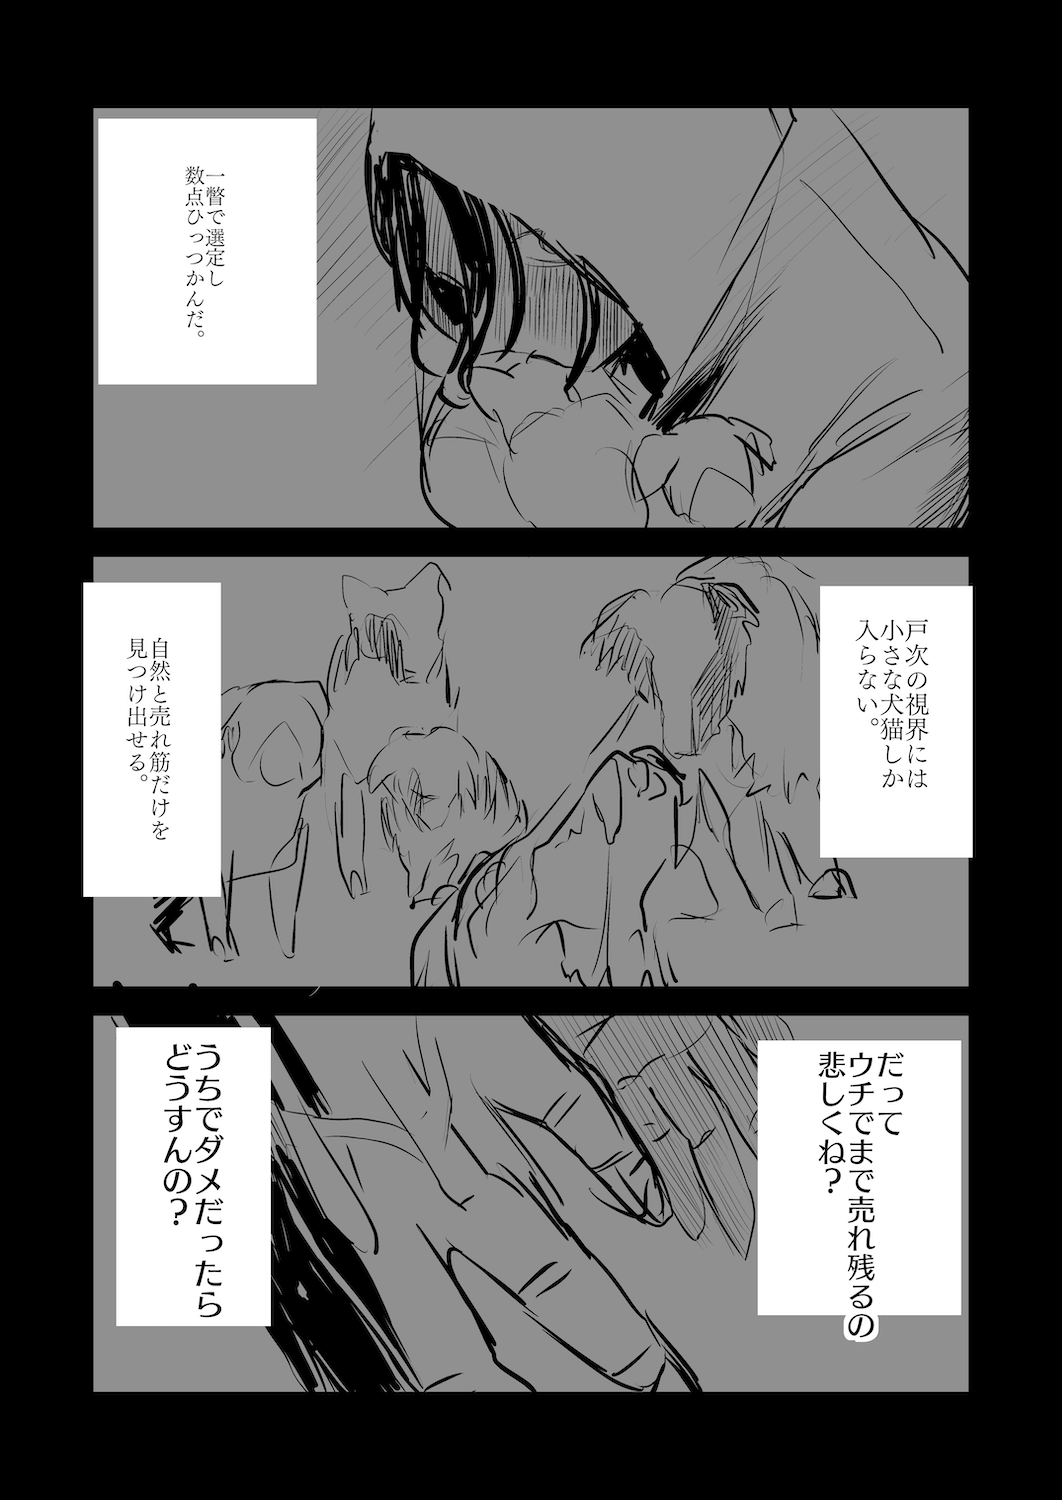 一瞥で選定し
数点ひっつかんだ。
戸次の視界には
小さな犬猫しか
入らない。
自然と売れ筋だけを
見つけ出せる。
だって
ウチでまで売れ残るの
悲しくね?
うちでダメだったら
どうすんの?